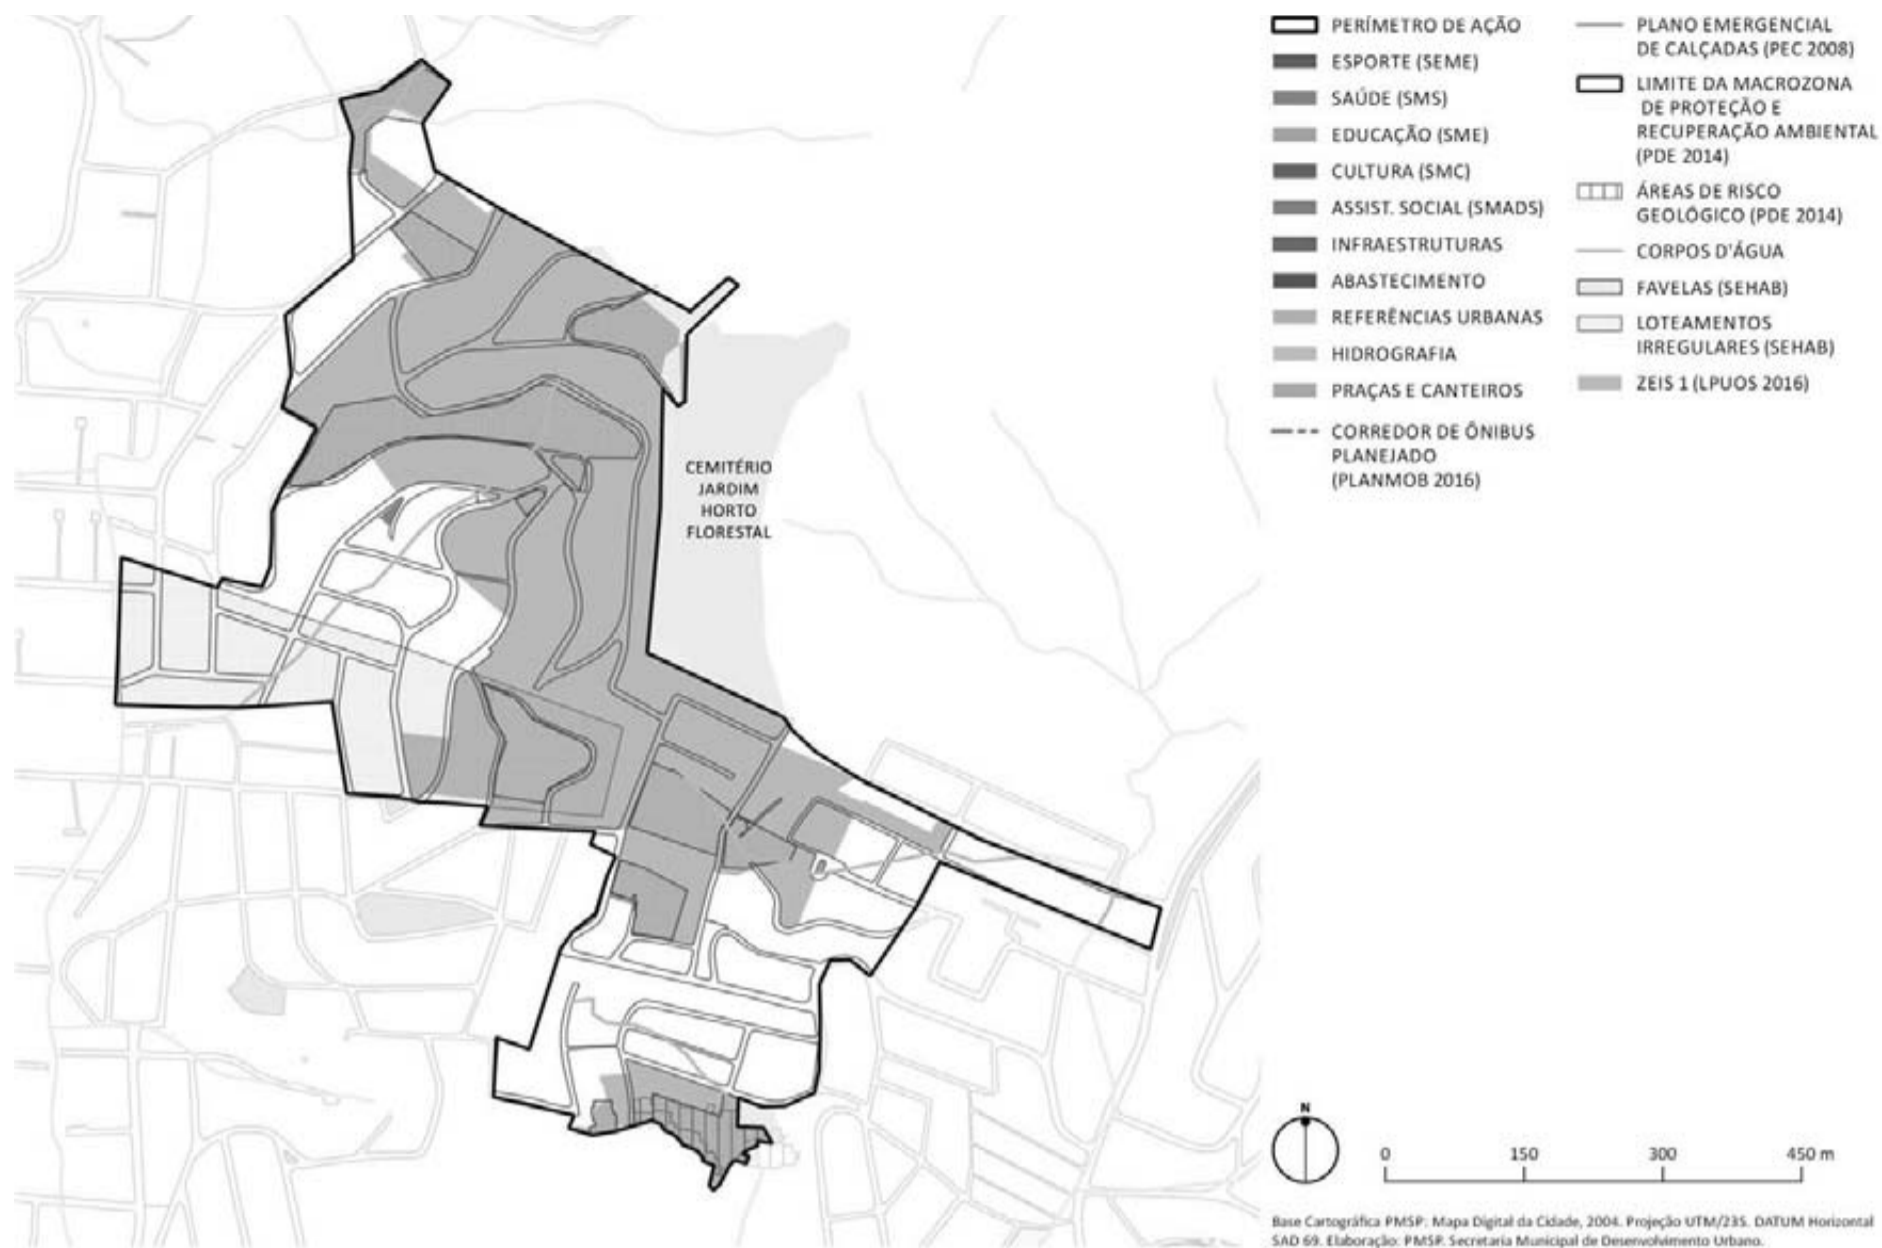 CEMITÉRIO
JARDIM
HORTO
FLORESTAL
PERÍMETRO DE AÇÃO
ESPORTE (SEME)
SAÚDE (SMS)
EDUCAÇÃO (SME)
CULTURA (SMC)
ASSIST. SOCIAL (SMADS)
INFRAESTRUTURAS
ABASTECIMENTO
REFERÊNCIAS URBANAS
HIDROGRAFIA
PRAÇAS E CANTEIROS
CORREDOR DE ÔNIBUS
PLANEJADO
(PLANMOB 2016)
PLANO EMERGENCIAL
DE CALÇADAS (PEC 2008)
LIMITE DA MACROZONA
DE PROTEÇÃO E
RECUPERAÇÃO AMBIENTAL
(PDE 2014)
ÁREAS DE RISCO
GEOLÓGICO (PDE 2014)
CORPOS D'ÁGUA
FAVELAS (SEHAB)
LOTEAMENTOS
IRREGULARES (SEHAB)
ZEIS 1 (LPUOS 2016)
N
0 150 300 450 m
Base Cartográfica PMSP: Mapa Digital da Cidade, 2004. Projeção UTM/23S. DATUM Horizontal
SAD 69. Elaboração: PMSP. Secretaria Municipal de Desenvolvimento Urbano.